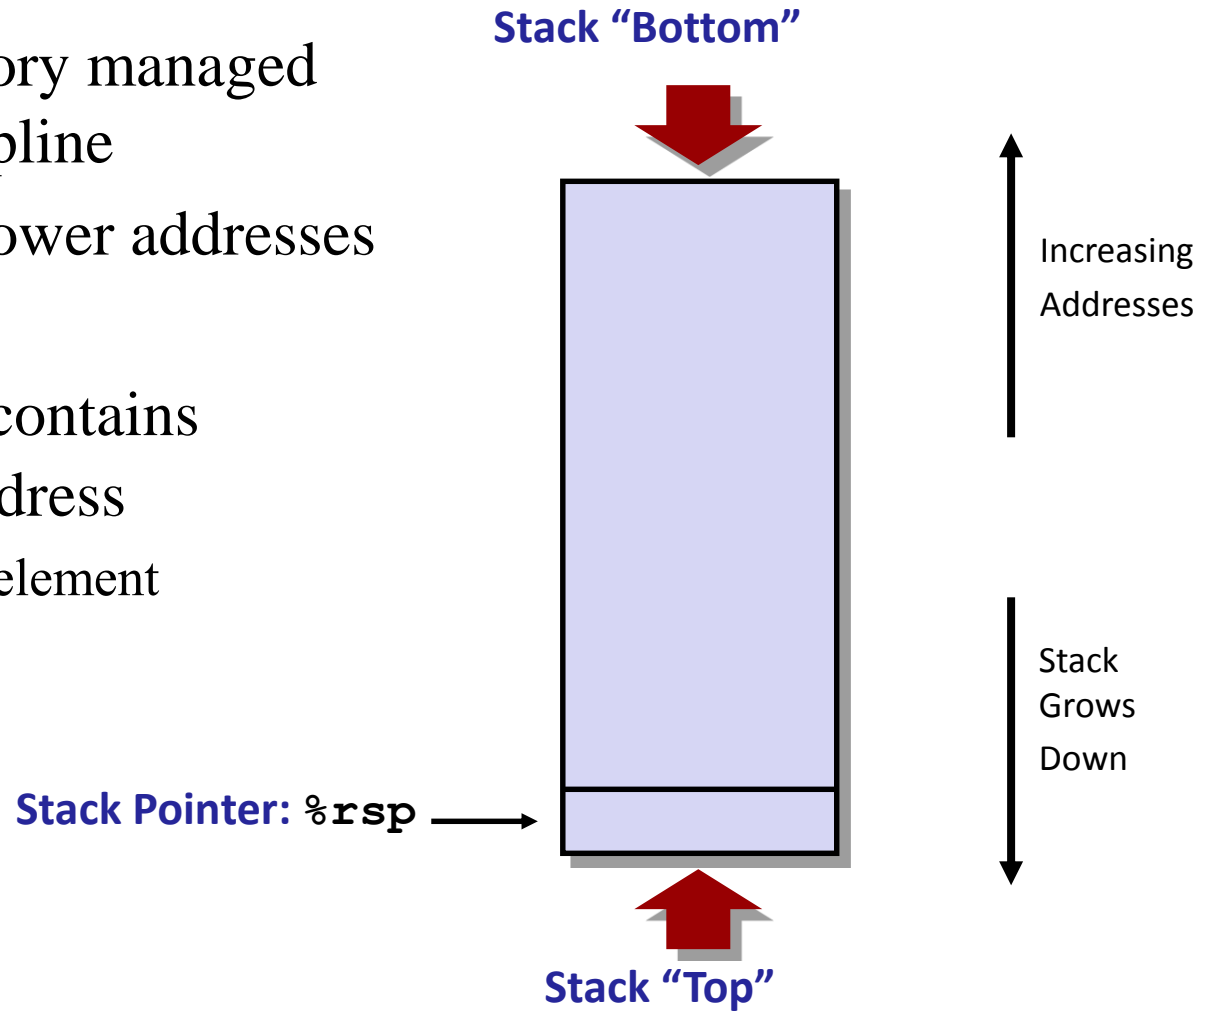 Stack “Bottom”
ory managed
pline
ower addresses
contains
dress
element
Increasing
Addresses
Stack
Grows
Down
Stack Pointer: %rsp
Stack “Top”